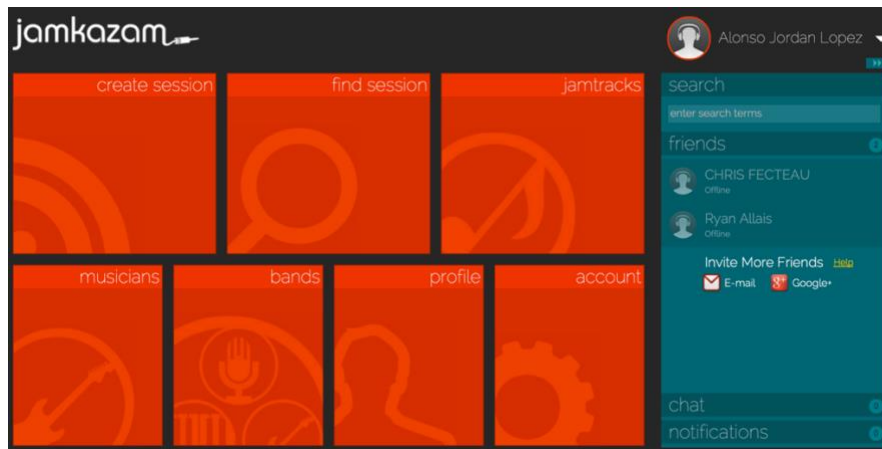 jamkazam
Alonso Jordan Lopez
create session
find session
jamtracks
musicians
bands
profile
account
search
enter search terms
friends
CHRIS FECTEAU
Offline
Ryan Allais
Offline
Invite More Friends Help
E-mail Google+
chat
notifications